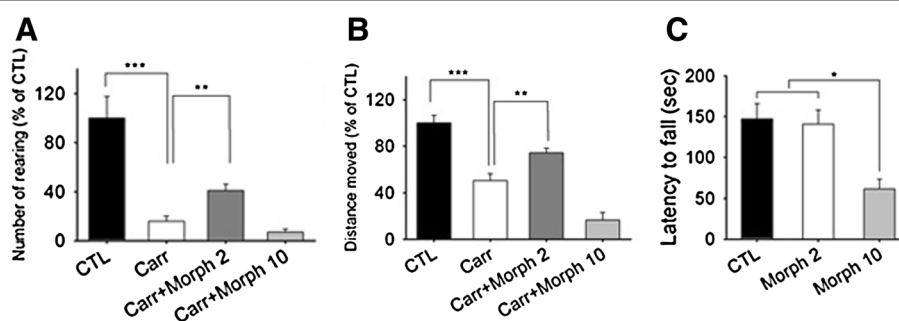 A
Number of rearing (% of CTL)
120
80
40
0
***
**
CTL
Carr
Carr+Morph 2
Carr+Morph 10
B
Distance moved (% of CTL)
120
80
40
0
***
**
CTL
Carr
Carr+Morph 2
Carr+Morph 10
C
Latency to fall (sec)
200
150
100
50
0
*
CTL
Morph 2
Morph 10